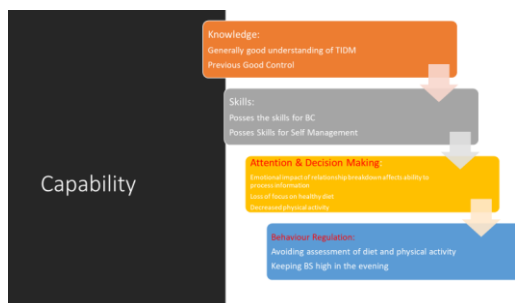 Capability
Knowledge:
Generally good understanding of TIDM
Previous Good Control
Skills:
Posses the skills for BC
Posses Skills for Self Management
Attention & Decision Making
Emotional impact of relationship breakdown affects ability to
process information
Loss of focus on healthy diet
Decreased physical activity
Behaviour Regulation:
Avoiding assessment of diet and physical activity
Keeping BS high in the evening